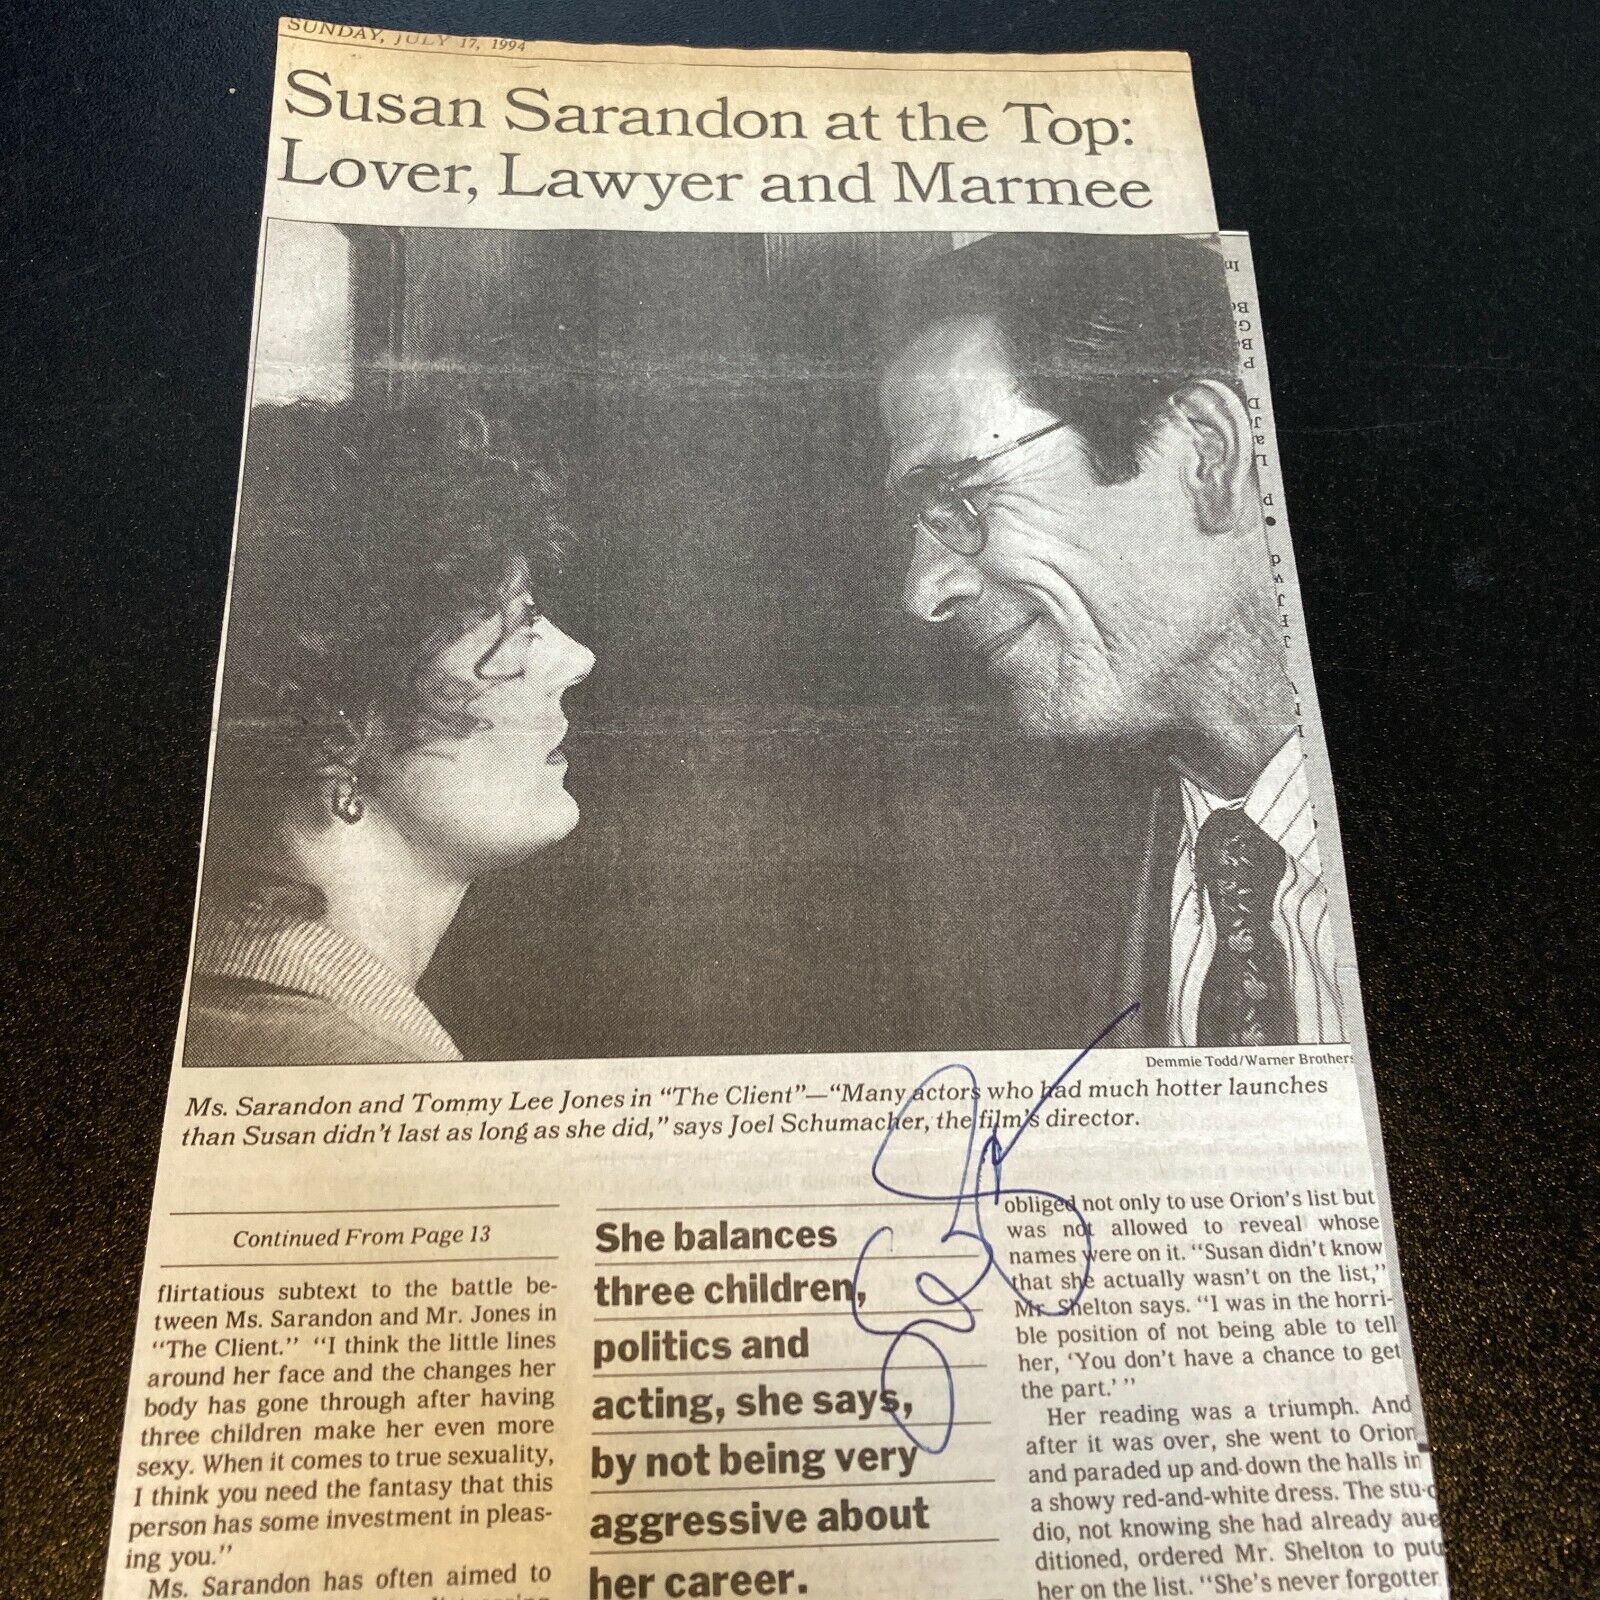 SUNDAY, JULY 17, 1994
Susan Sarandon at the Top:
Lover, Lawyer and Marmee
Demmie Todd/Warner Brothers
Ms. Sarandon and Tommy Lee Jones in “The Client”—“Many actors who had much hotter launches
than Susan didn’t last as long as she did,” says Joel Schumacher, the film’s director.
Continued From Page 13
flirtatious subtext to the battle be-
tween Ms. Sarandon and Mr. Jones in
“The Client.” “I think the little lines
around her face and the changes her
body has gone through after having
three children make her even more
sexy. When it comes to true sexuality,
I think you need the fantasy that this
person has some investment in pleas-
ing you.”
Ms. Sarandon has often aimed to
She balances
three children,
politics and
acting, she says,
by not being very
aggressive about
her career.
obliged not only to use Orion’s list but
was not allowed to reveal whose
names were on it. “Susan didn’t know
that she actually wasn’t on the list,”
Mr. Shelton says. “I was in the horri-
ble position of not being able to tell
her, ‘You don’t have a chance to get
the part.’ ”
Her reading was a triumph. And
after it was over, she went to Orion
and paraded up and down the halls in
a showy red-and-white dress. The stu-
dio, not knowing she had already au-
ditioned, ordered Mr. Shelton to put
her on the list. “She’s never forgotten